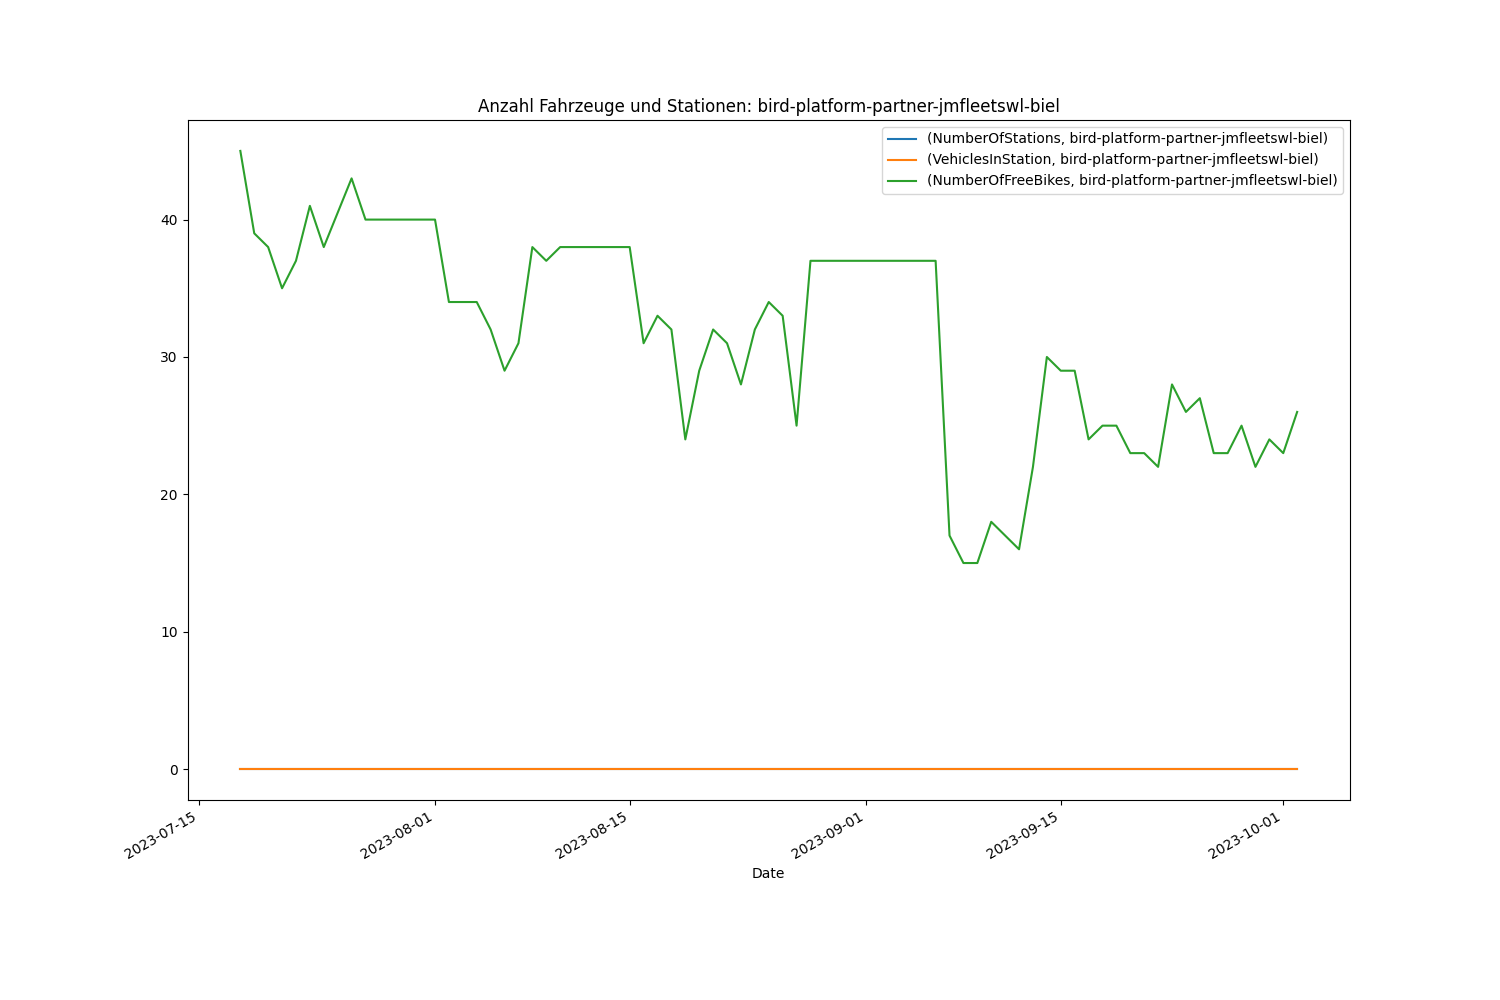 Anzahl Fahrzeuge und Stationen: bird-platform-partner-jmfleetswl-biel
(NumberOfStations, bird-platform-partner-jmfleetswl-biel)
(VehiclesInStation, bird-platform-partner-jmfleetswl-biel)
(NumberOfFreeBikes, bird-platform-partner-jmfleetswl-biel)
40
30
20
10
0
2023-07-15
2023-08-01
2023-08-15
2023-09-01
2023-09-15
2023-10-01
Date